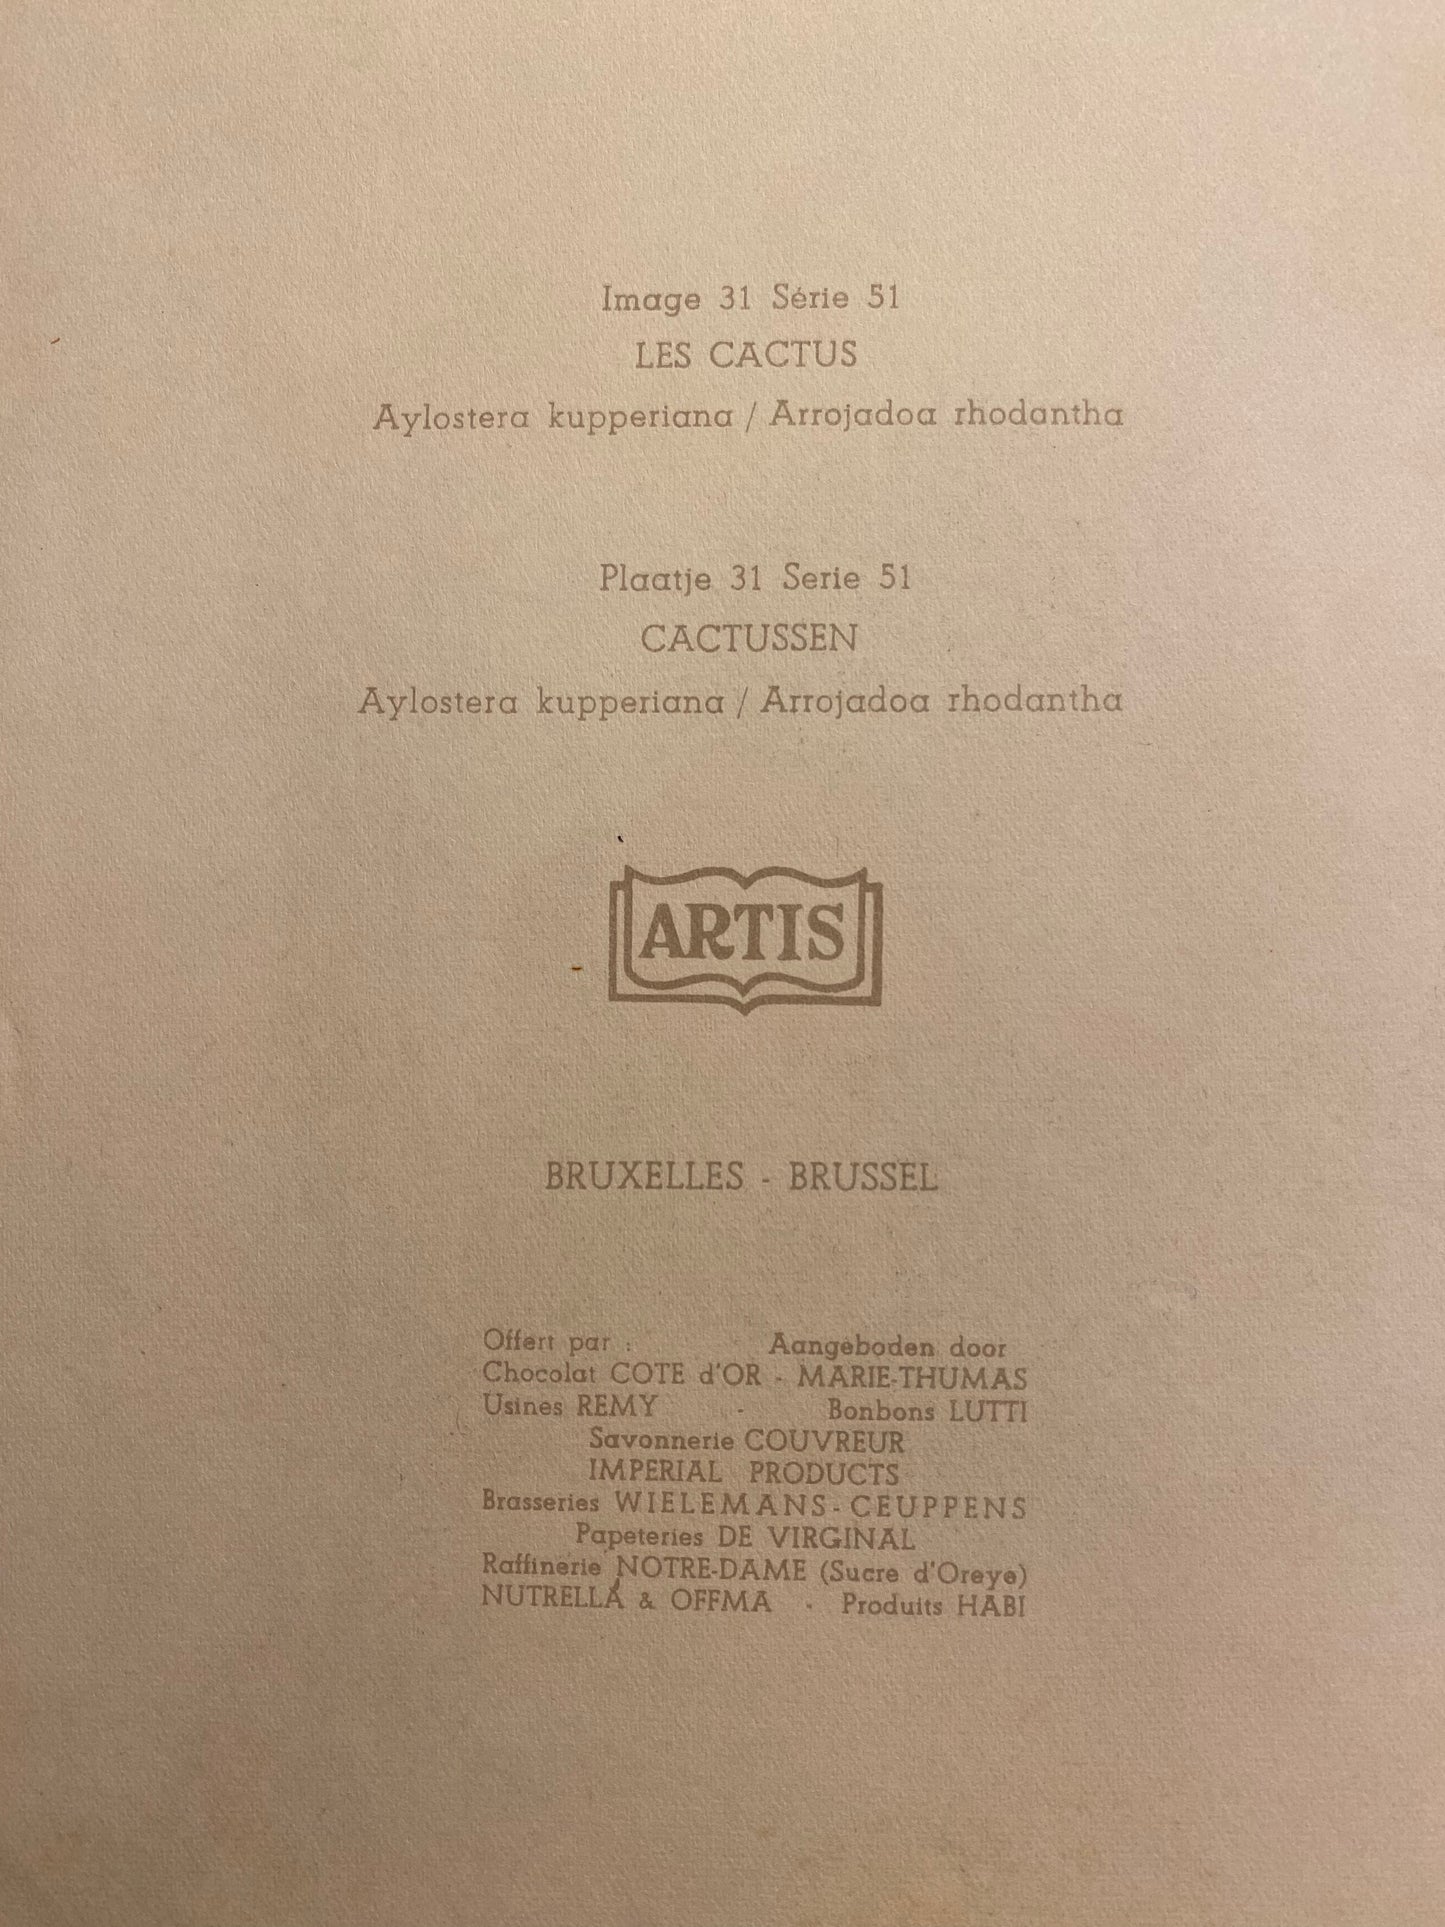 Image 31 Série 51
LES CACTUS
Aylostera kupperiana / Arrojadoa rhodantha
Plaatje 31 Serie 51
CACTUSSEN
Aylostera kupperiana / Arrojadoa rhodantha
ARTIS
BRUXELLES - BRUSSEL
Offert par : Aangeboden door
Chocolat COTE d'OR - MARIE-THUMAS
Usines REMY - Bonbons LUTTI
Savonnerie COUVREUR
IMPERIAL PRODUCTS
Brasseries WIELEMANS-CEUPPENS
Papeteries DE VIRGINAL
Raffinerie NOTRE-DAME (Sucre d'Oreye)
NUTRELLA & OFFMA - Produits HABI